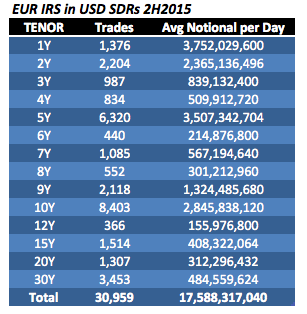 EUR IRS in USD SDRs 2H2015
TENOR Trades Avg Notional per Day
1Y 1,376 3,752,029,600
2Y 2,204 2,365,136,496
3Y 987 839,132,400
4Y 834 509,912,720
5Y 6,320 3,507,342,704
6Y 440 214,876,800
7Y 1,085 567,194,640
8Y 552 301,212,960
9Y 2,118 1,324,485,680
10Y 8,403 2,845,838,120
12Y 366 155,976,800
15Y 1,514 408,322,064
20Y 1,307 312,296,432
30Y 3,453 484,559,624
Total 30,959 17,588,317,040